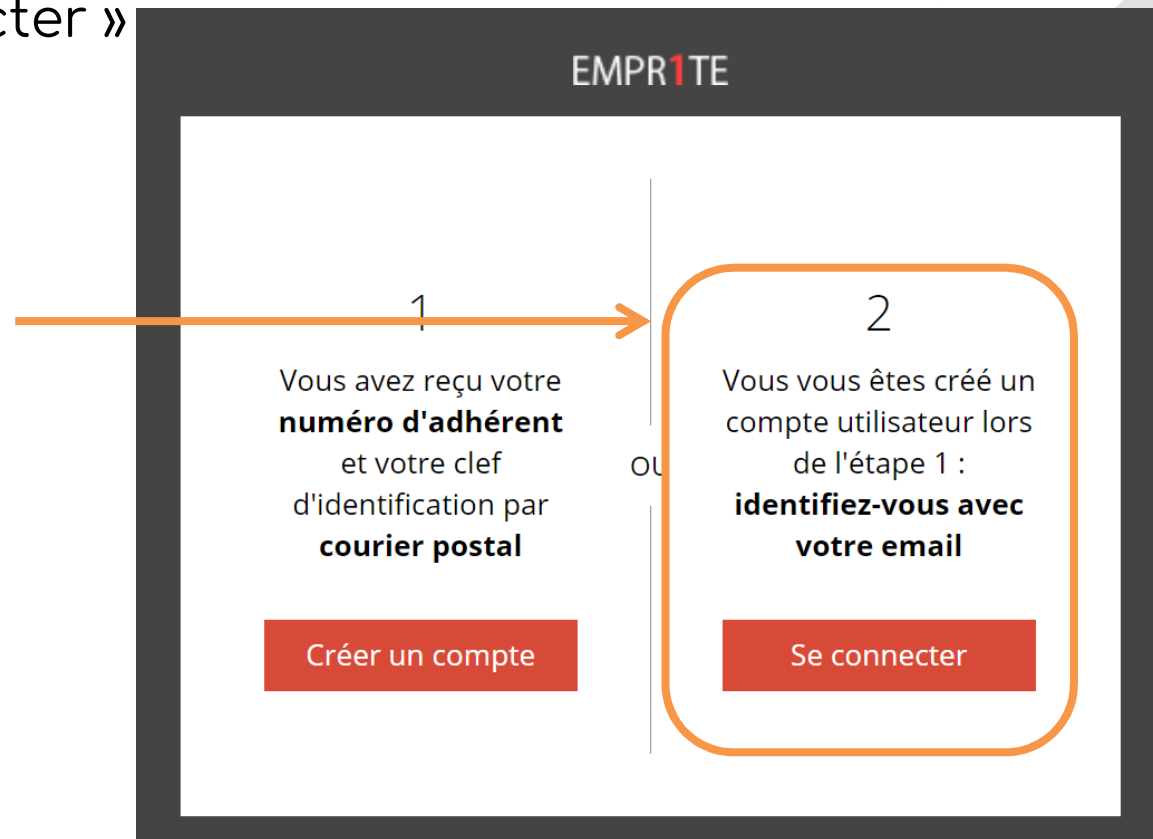 cter »
EMPR1TE
1
Vous avez reçu votre
numéro d'adhérent
et votre clef
d'identification par
courier postal
Créer un compte
OU
2
Vous vous êtes créé un
compte utilisateur lors
de l'étape 1 :
identifiez-vous avec
votre email
Se connecter